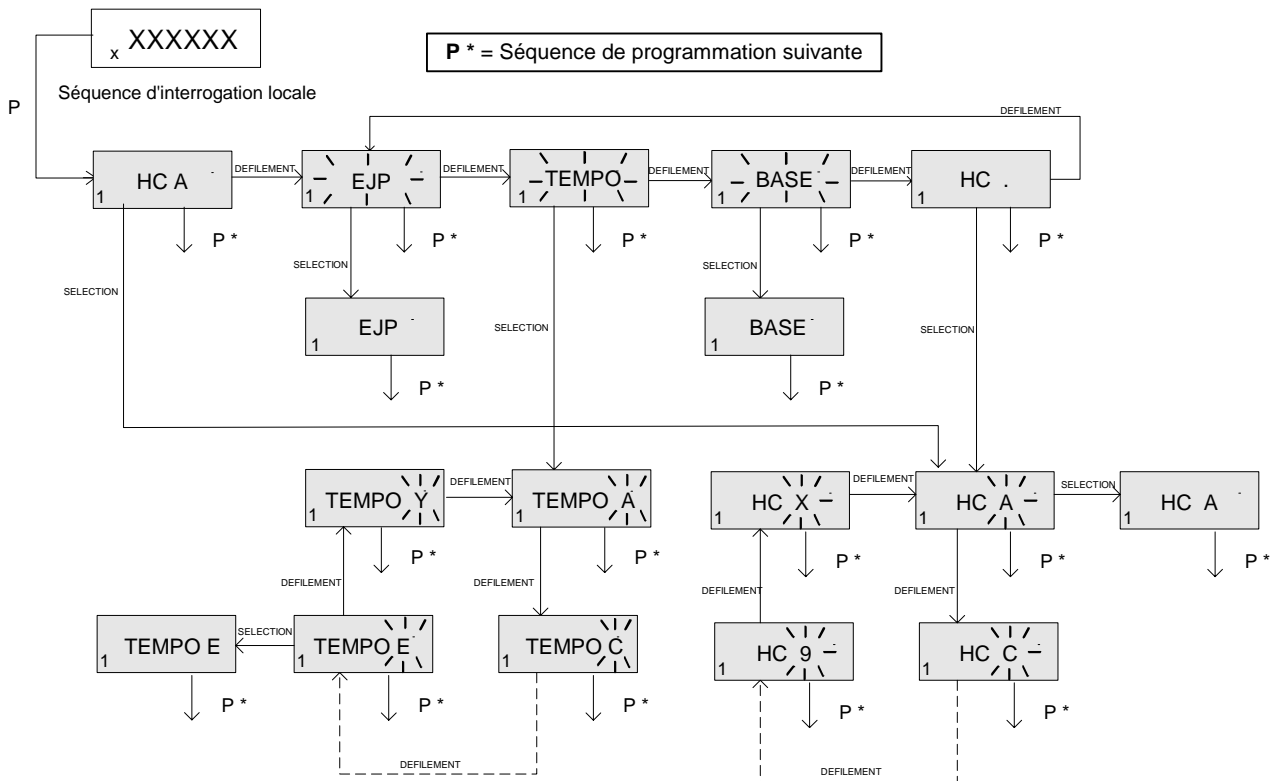 x XXXXXX
P * = Séquence de programmation suivante
Séquence d'interrogation locale
P
DEFILEMENT
HC A
1
DEFILEMENT
EJP
1
DEFILEMENT
TEMPO
1
DEFILEMENT
BASE
1
DEFILEMENT
HC .
1
P *
P *
P *
P *
P *
SELECTION
SELECTION
SELECTION
SELECTION
SELECTION
EJP
1
BASE
1
P *
P *
TEMPO Y
1
DEFILEMENT
TEMPO A
1
HC X
1
DEFILEMENT
HC A
1
SELECTION
HC A
1
P *
P *
P *
P *
P *
DEFILEMENT
DEFILEMENT
DEFILEMENT
DEFILEMENT
TEMPO E
1
SELECTION
TEMPO E
1
TEMPO C
1
HC 9
1
HC C
1
P *
P *
P *
P *
P *
DEFILEMENT
DEFILEMENT